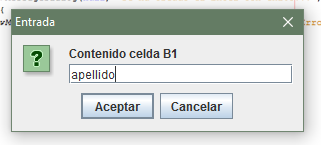 Entrada
Contenido celda B1
apellido
Aceptar
Cancelar